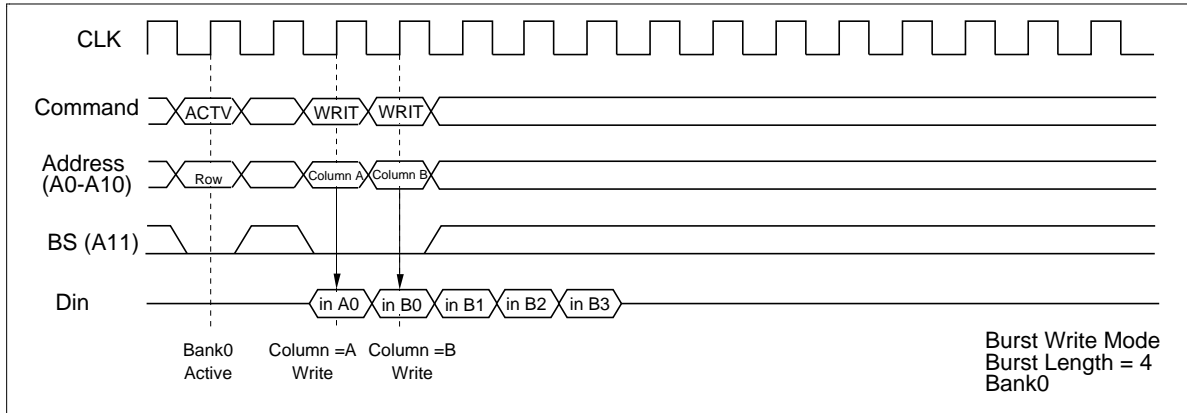 CLK
Command
ACTV
WRIT
WRIT
Address
(A0-A10)
Row
Column A
Column B
BS (A11)
Din
in A0
in B0
in B1
in B2
in B3
Bank0
Active
Column =A
Write
Column =B
Write
Burst Write Mode
Burst Length = 4
Bank0